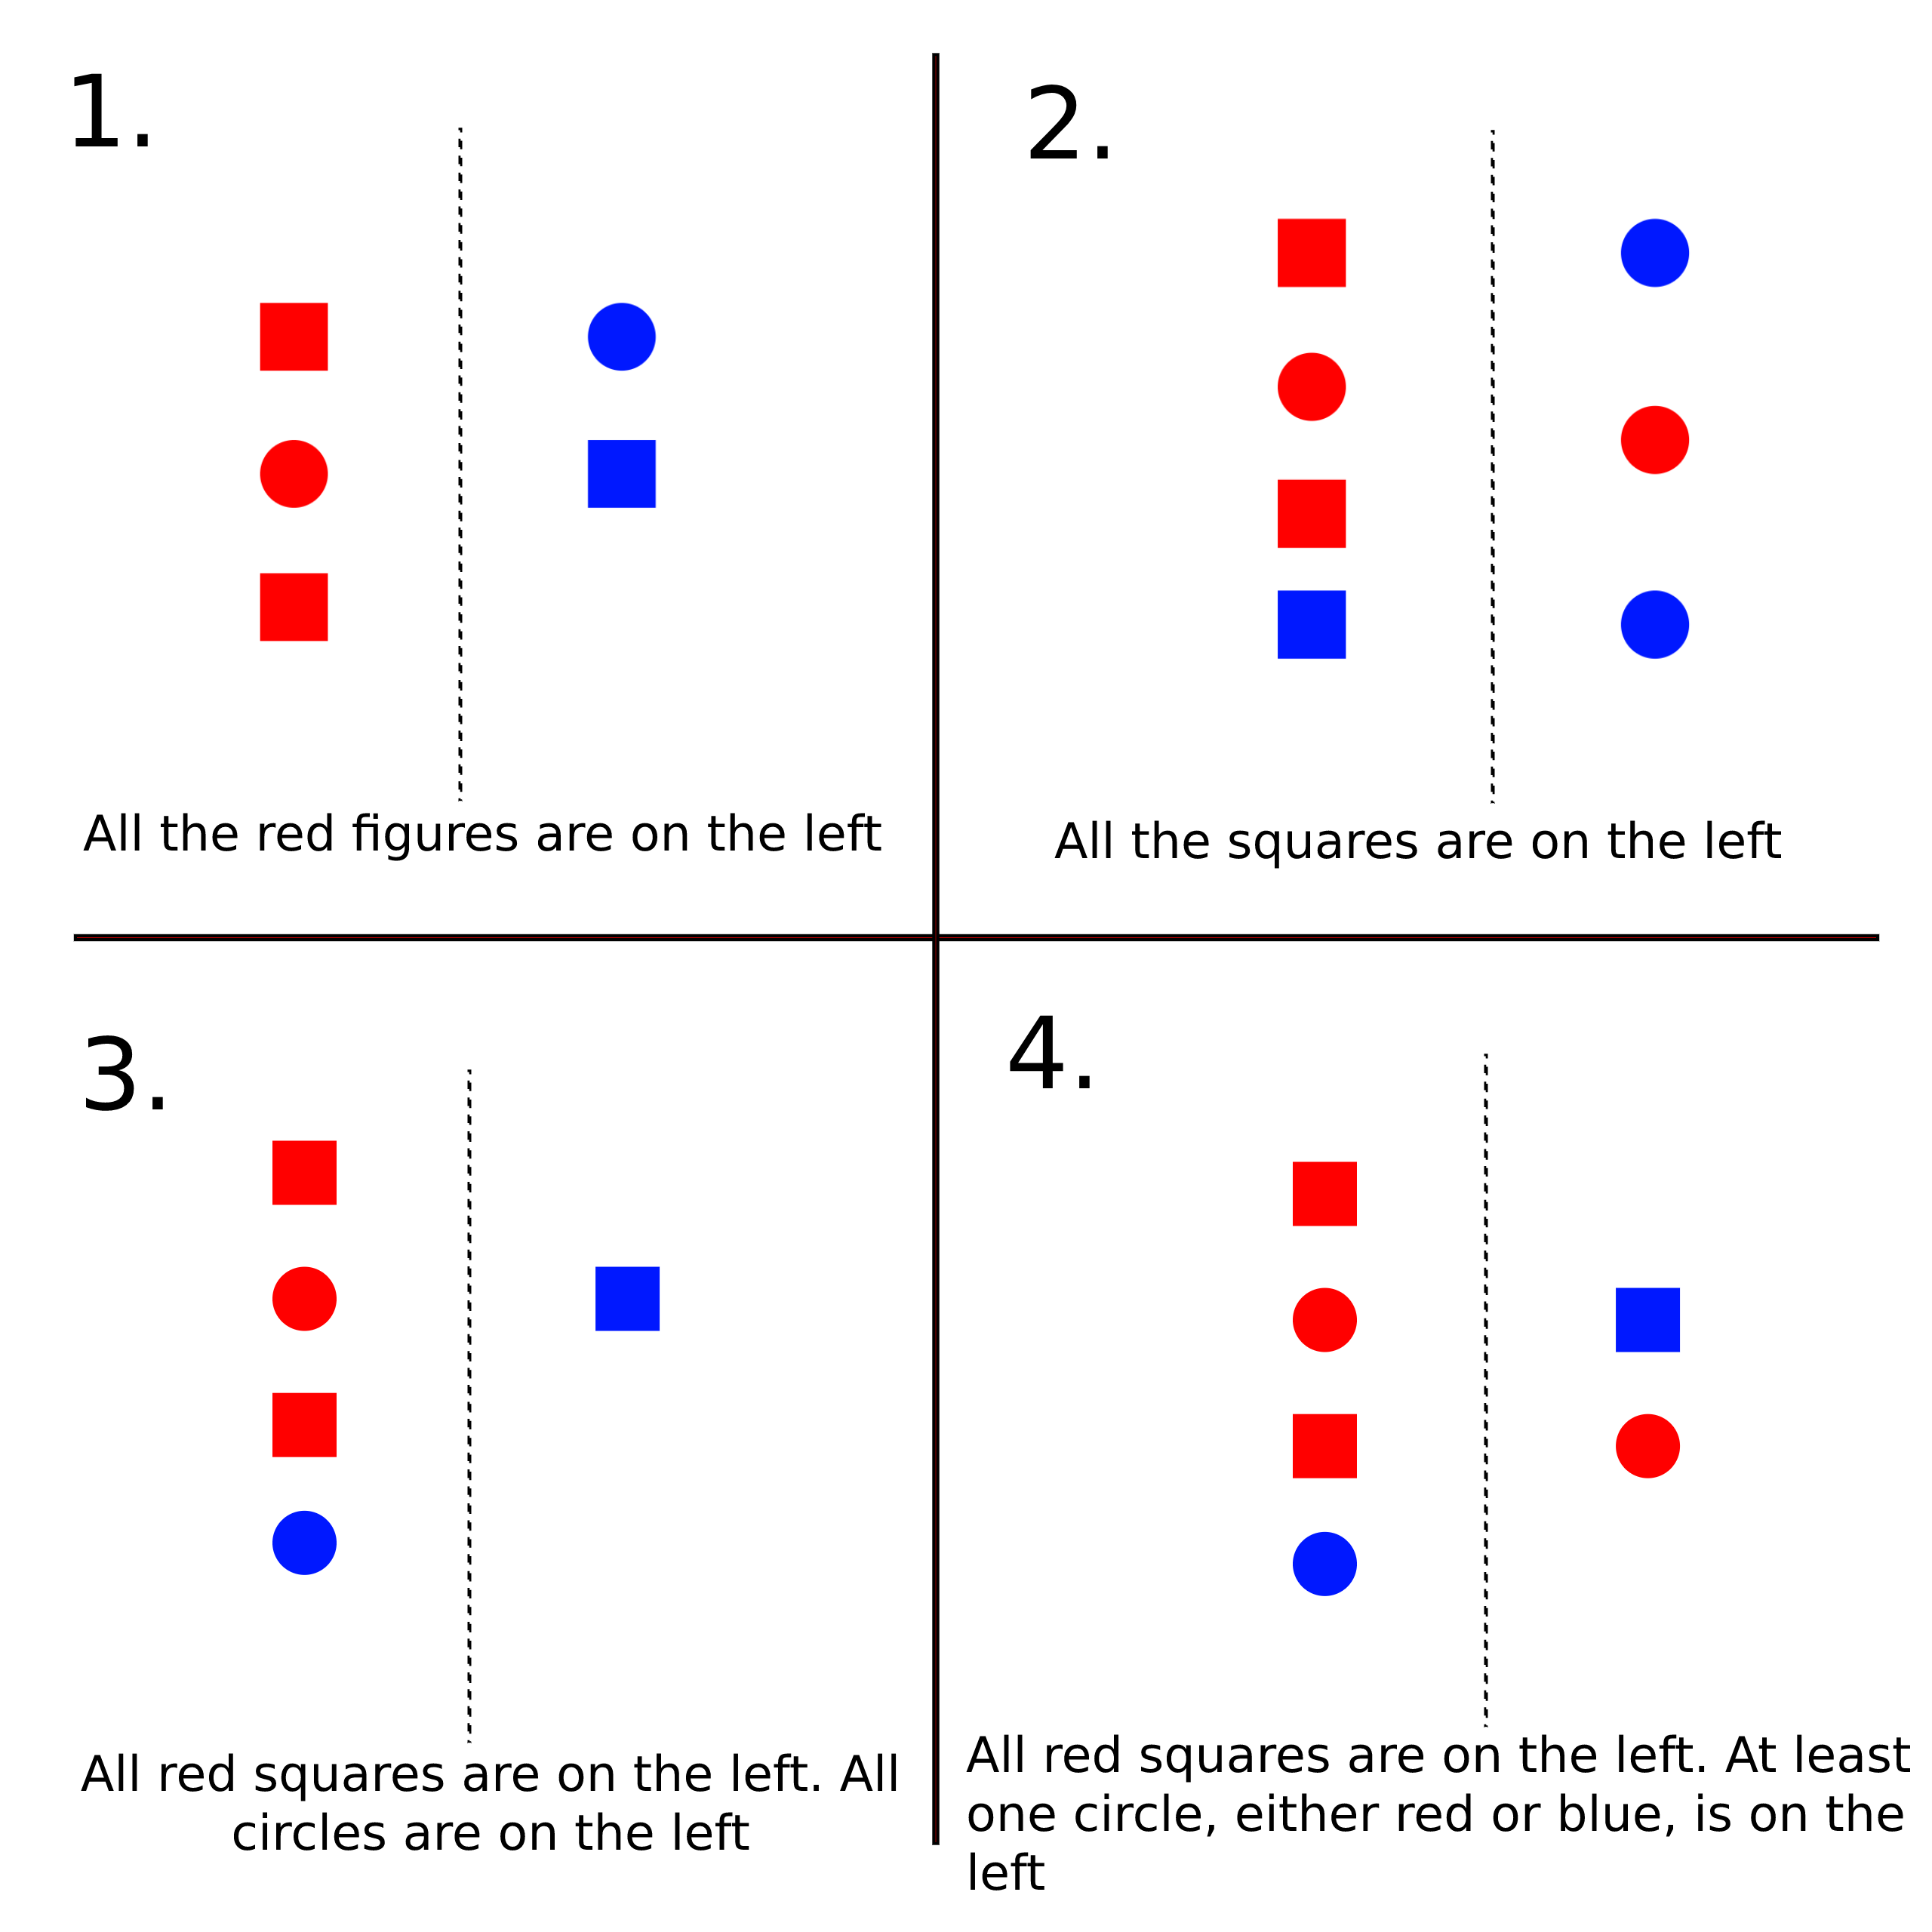 1.
All the red figures are on the left
2.
All the squares are on the left
3.
All red squares are on the left. All
circles are on the left
4.
All red squares are on the left. At least
one circle, either red or blue, is on the
left